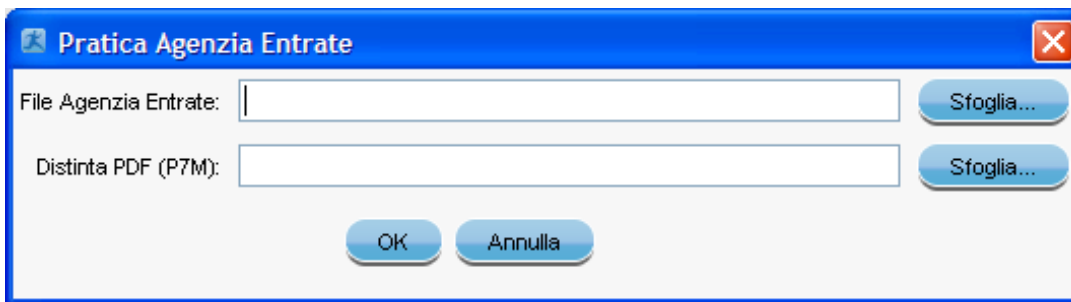 Pratica Agenzia Entrate
File Agenzia Entrate: Sfoglia...
Distinta PDF (P7M): Sfoglia...
OK Annulla